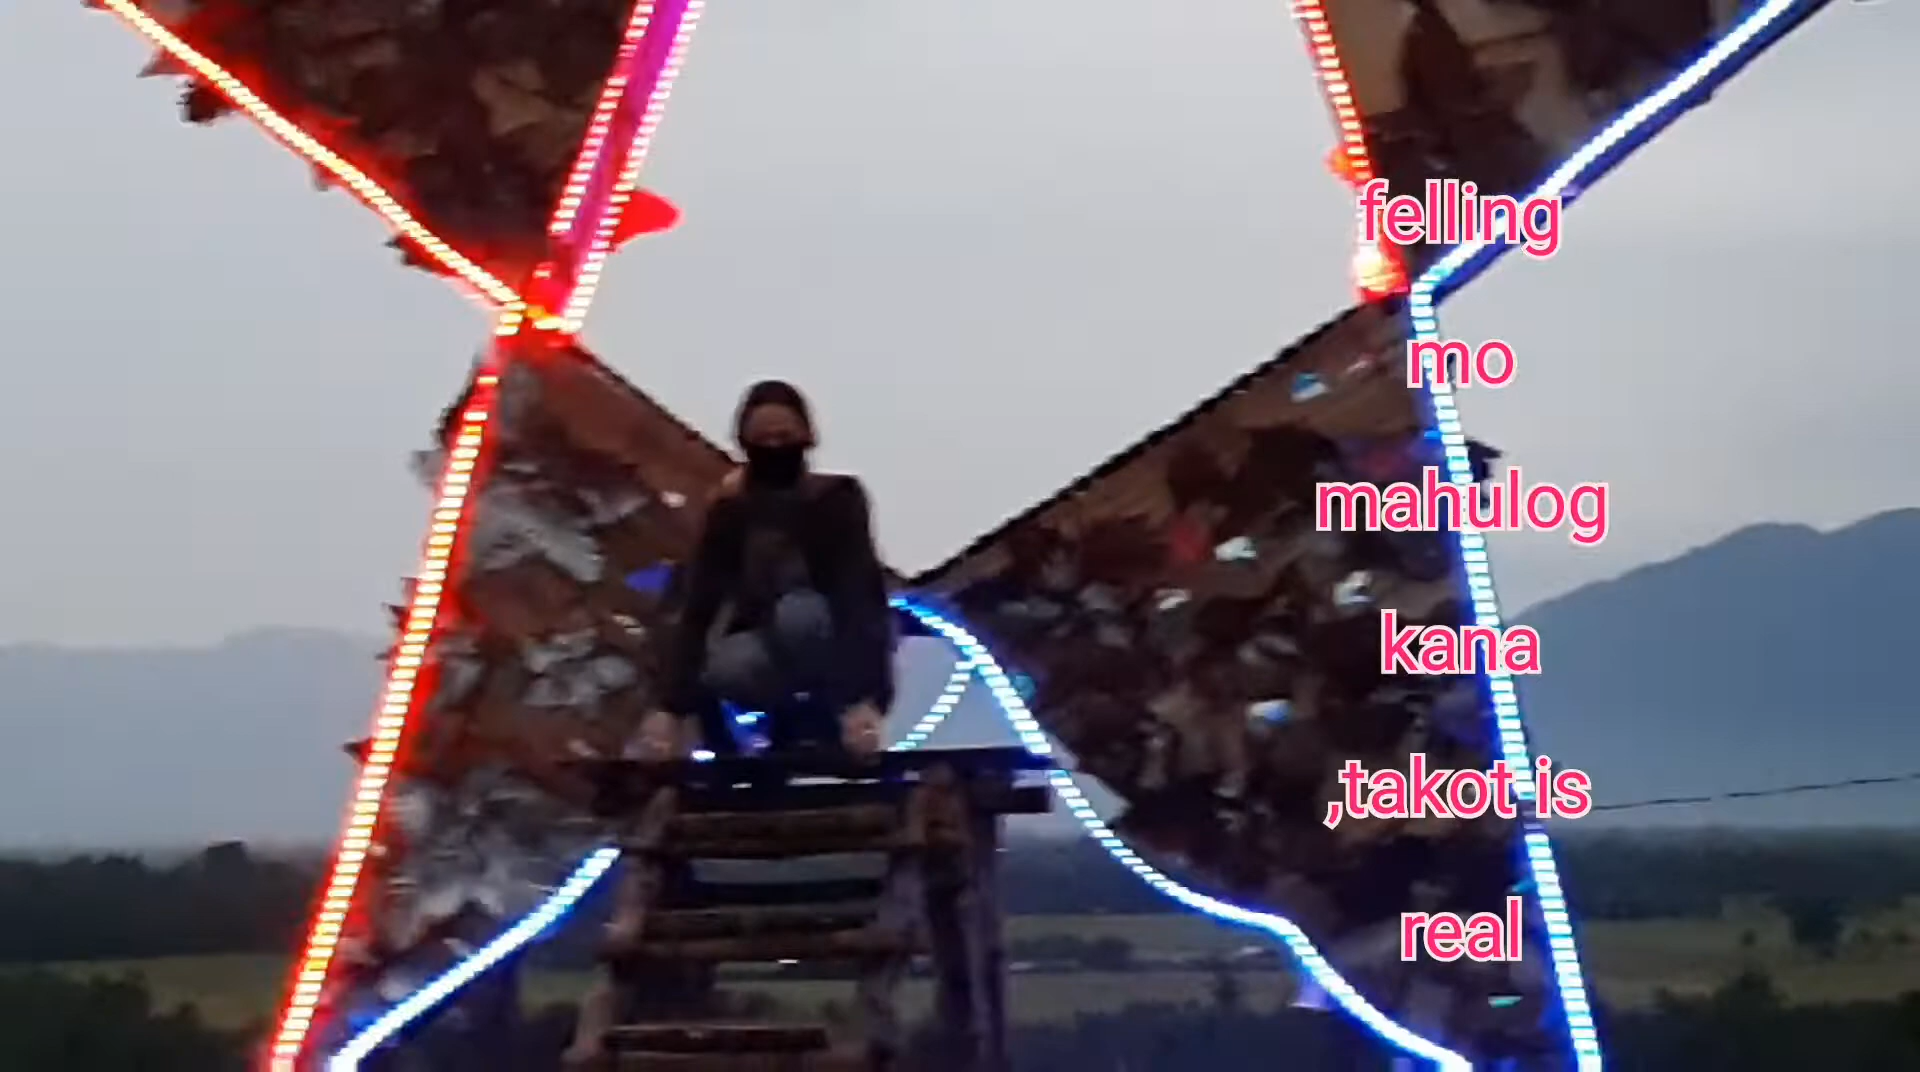 felling
mo
mahulog
kana
,takot is
real